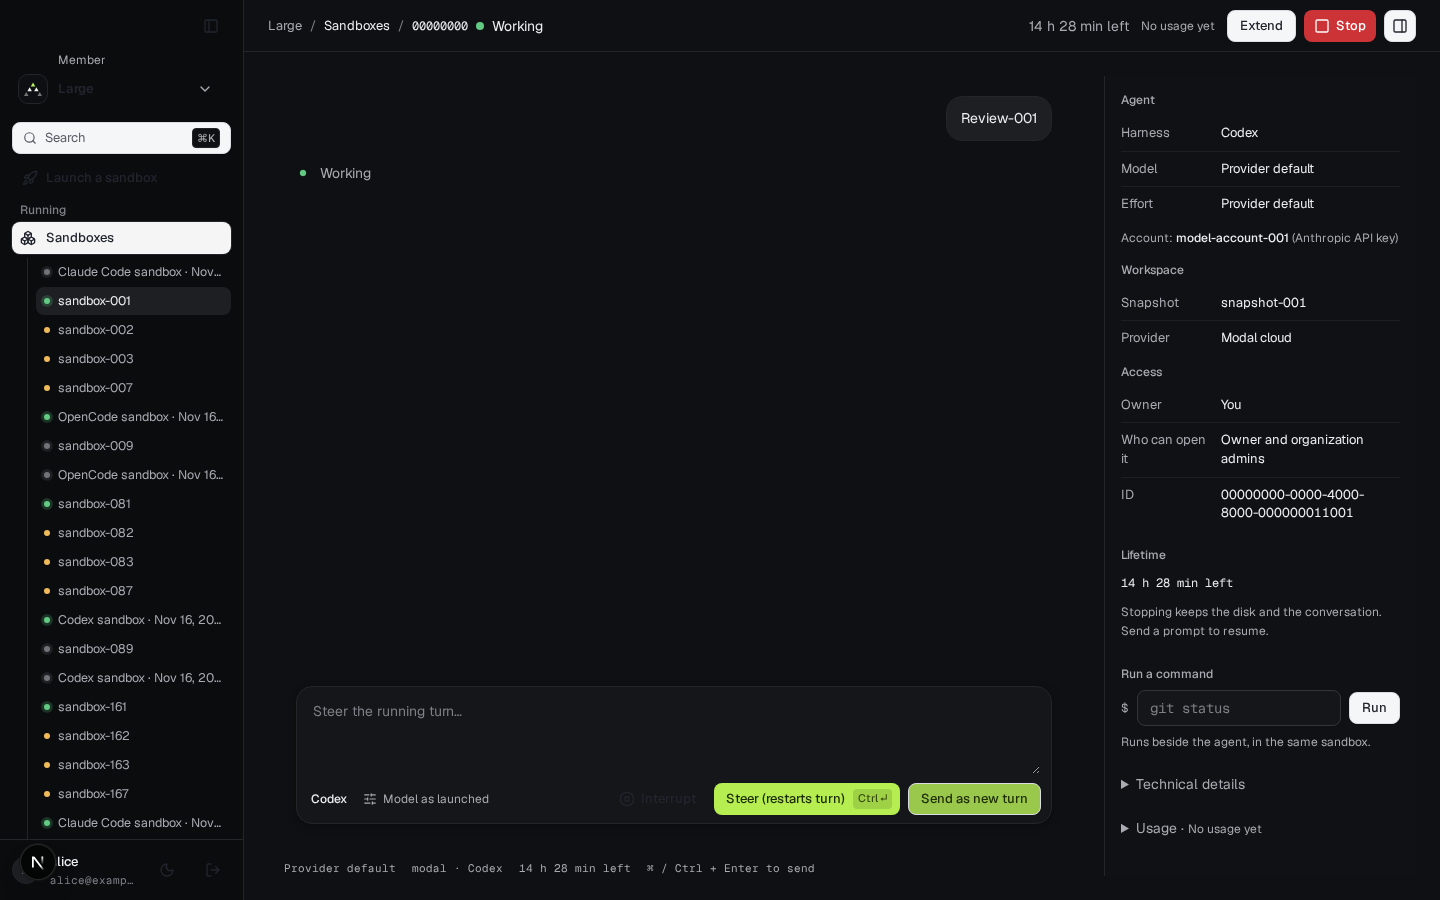 Member
Large
Search ⌘K
Launch a sandbox
Running
Sandboxes
Claude Code sandbox · Nov...
sandbox-001
sandbox-002
sandbox-003
sandbox-007
OpenCode sandbox · Nov 16...
sandbox-009
OpenCode sandbox · Nov 16...
sandbox-081
sandbox-082
sandbox-083
sandbox-087
Codex sandbox · Nov 16, 20...
sandbox-089
Codex sandbox · Nov 16, 20...
sandbox-161
sandbox-162
sandbox-163
sandbox-167
Claude Code sandbox · Nov...
N lice
alice@examp...
Large / Sandboxes / 00000000 Working
14 h 28 min left No usage yet Extend Stop
Review-001
Working
Steer the running turn...
Codex Model as launched Interrupt Steer (restarts turn) Ctrl↵ Send as new turn
Provider default modal · Codex 14 h 28 min left ⌘ / Ctrl + Enter to send
Agent
Harness Codex
Model Provider default
Effort Provider default
Account: model-account-001 (Anthropic API key)
Workspace
Snapshot snapshot-001
Provider Modal cloud
Access
Owner You
Who can open it Owner and organization admins
ID 00000000-0000-4000-8000-000000011001
Lifetime
14 h 28 min left
Stopping keeps the disk and the conversation.
Send a prompt to resume.
Run a command
$ git status Run
Runs beside the agent, in the same sandbox.
Technical details
Usage · No usage yet